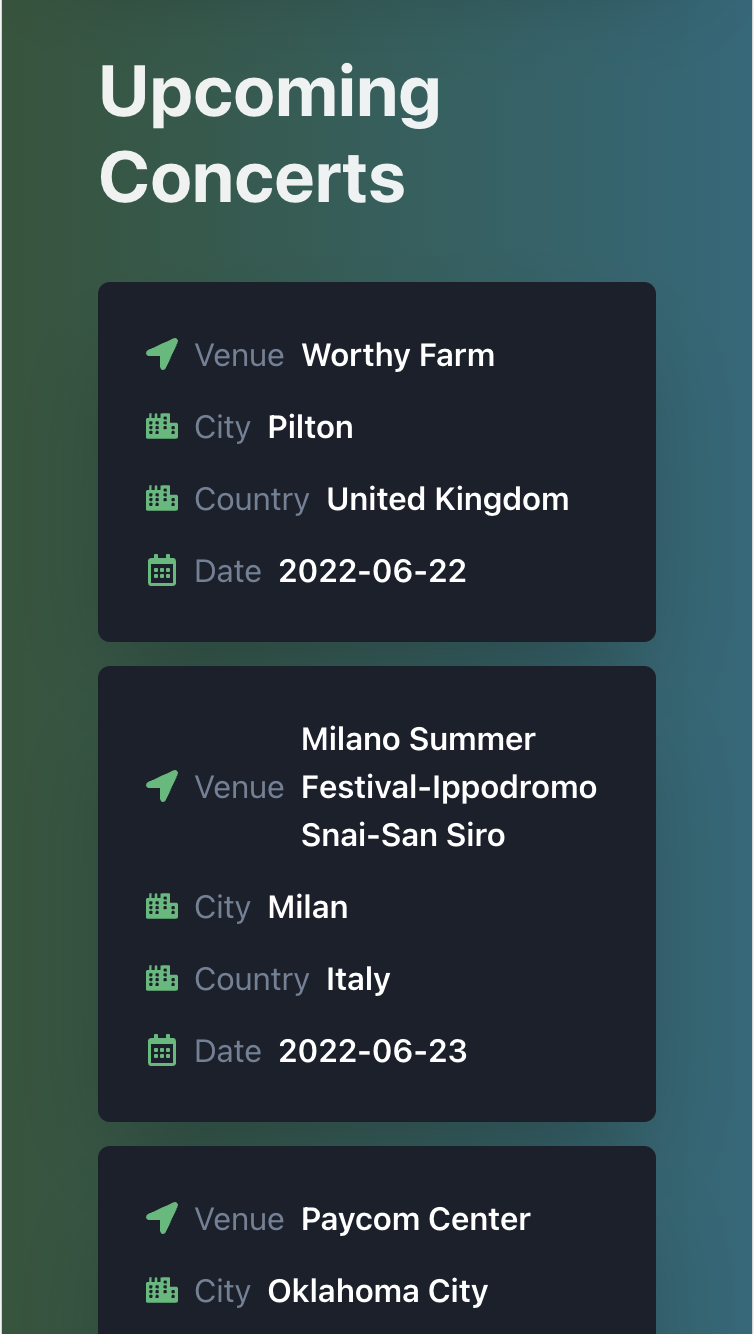 Upcoming
Concerts
Venue Worthy Farm
City Pilton
Country United Kingdom
Date 2022-06-22
Milano Summer
Venue Festival-Ippodromo
Snai-San Siro
City Milan
Country Italy
Date 2022-06-23
Venue Paycom Center
City Oklahoma City